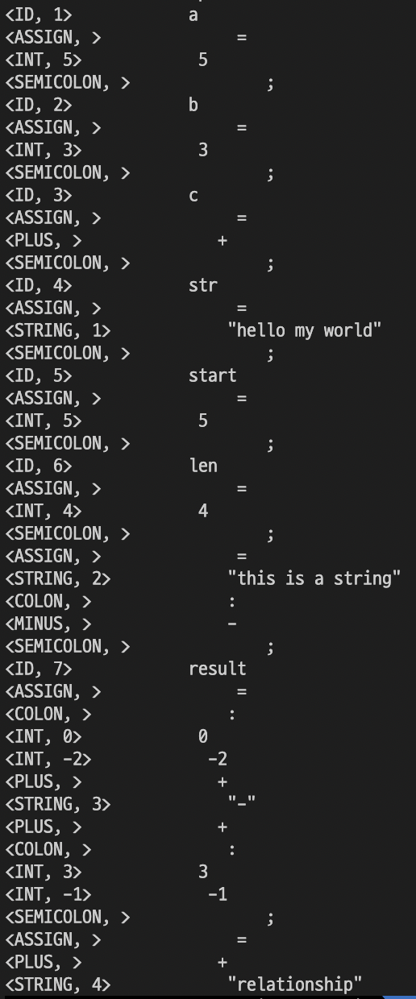 <ID, 1> a
<ASSIGN, > =
<INT, 5> 5
<SEMICOLON, > ;
<ID, 2> b
<ASSIGN, > =
<INT, 3> 3
<SEMICOLON, > ;
<ID, 3> c
<ASSIGN, > =
<PLUS, > +
<SEMICOLON, > ;
<ID, 4> str
<ASSIGN, > =
<STRING, 1> "hello my world"
<SEMICOLON, > ;
<ID, 5> start
<ASSIGN, > =
<INT, 5> 5
<SEMICOLON, > ;
<ID, 6> len
<ASSIGN, > =
<INT, 4> 4
<SEMICOLON, > ;
<ASSIGN, > =
<STRING, 2> "this is a string"
<COLON, > :
<MINUS, > -
<SEMICOLON, > ;
<ID, 7> result
<ASSIGN, > =
<COLON, > :
<INT, 0> 0
<INT, -2> -2
<PLUS, > +
<STRING, 3> "-"
<PLUS, > +
<COLON, > :
<INT, 3> 3
<INT, -1> -1
<SEMICOLON, > ;
<ASSIGN, > =
<PLUS, > +
<STRING, 4> "relationship"